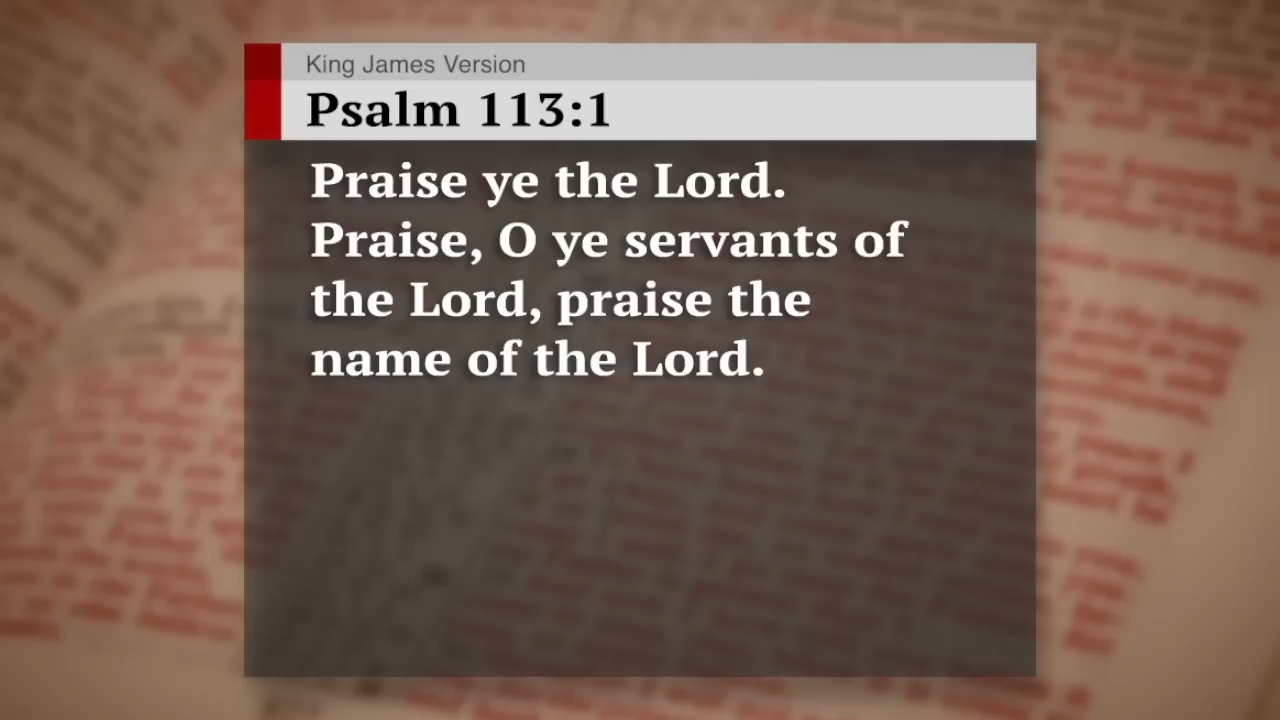 King James Version
Psalm 113:1
Praise ye the Lord.
Praise, O ye servants of
the Lord, praise the
name of the Lord.